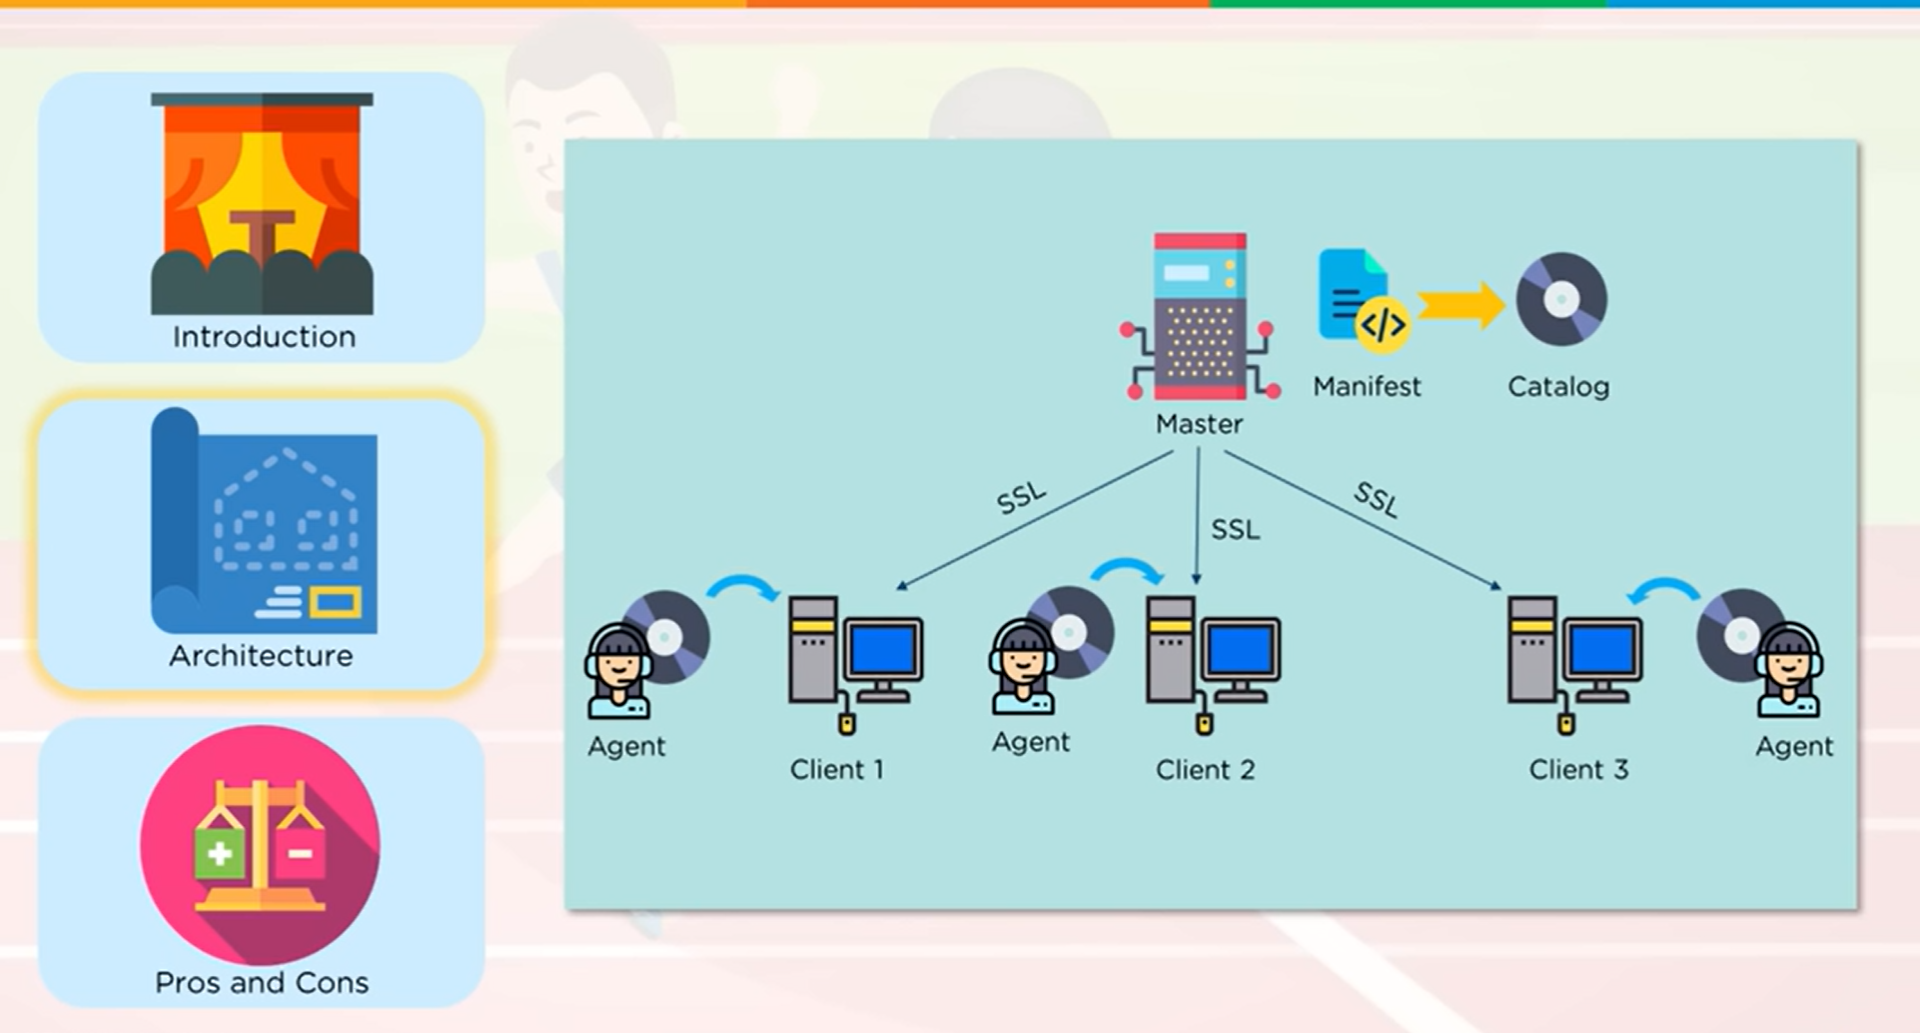 Introduction
Architecture
Pros and Cons
Master
Manifest
Catalog
SSL
SSL
SSL
Agent
Client 1
Agent
Client 2
Client 3
Agent